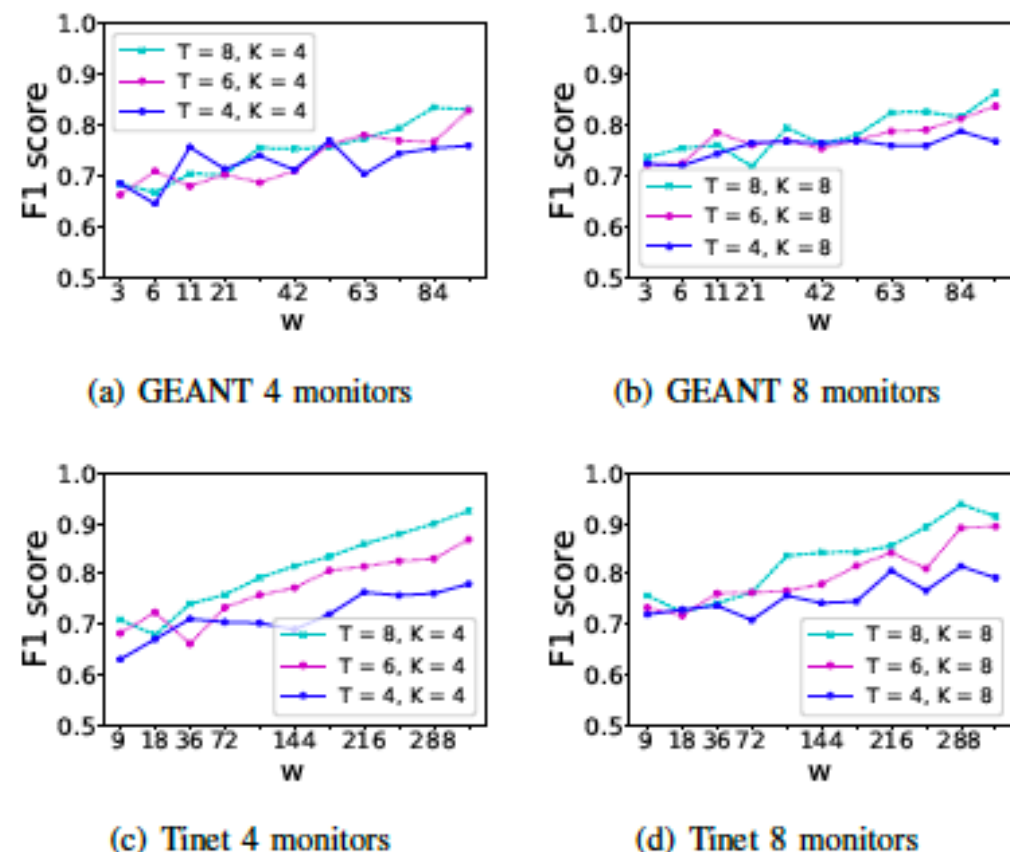 1.0
0.9
0.8
0.7
0.6
0.5
F1 score
T = 8, K = 4
T = 6, K = 4
T = 4, K = 4
3 6 11 21 42 63 84
w
(a) GEANT 4 monitors
1.0
0.9
0.8
0.7
0.6
0.5
F1 score
T = 8, K = 8
T = 6, K = 8
T = 4, K = 8
3 6 11 21 42 63 84
w
(b) GEANT 8 monitors
1.0
0.9
0.8
0.7
0.6
0.5
F1 score
T = 8, K = 4
T = 6, K = 4
T = 4, K = 4
9 18 36 72 144 216 288
w
(c) Tinet 4 monitors
1.0
0.9
0.8
0.7
0.6
0.5
F1 score
T = 8, K = 8
T = 6, K = 8
T = 4, K = 8
9 18 36 72 144 216 288
w
(d) Tinet 8 monitors